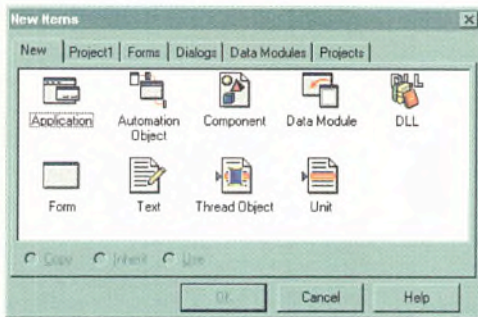 New Items
New Project1 Forms Dialogs Data Modules Projects
Application Automation Object Component Data Module DLL
Form Text Thread Object Unit
Copy Inherit Use
OK Cancel Help